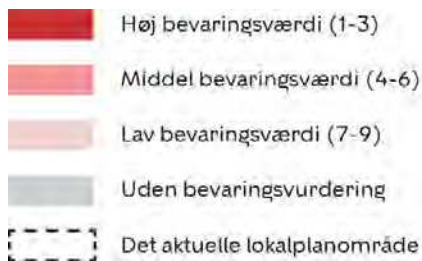 Høj bevaringsværdi (1-3)
Middel bevaringsværdi (4-6)
Lav bevaringsværdi (7-9)
Uden bevaringsvurdering
Det aktuelle lokalplanområde